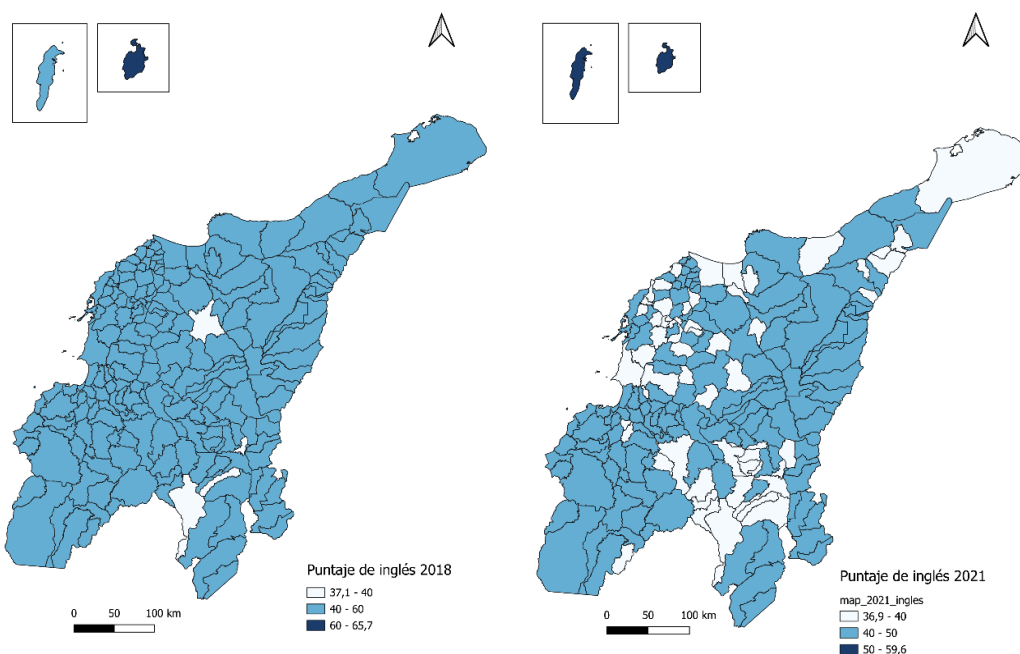 Puntaje de inglés 2018
37,1 - 40
40 - 60
60 - 65,7
0 50 100 km
Puntaje de inglés 2021
map_2021_ingles
36,9 - 40
40 - 50
50 - 59,6
0 50 100 km